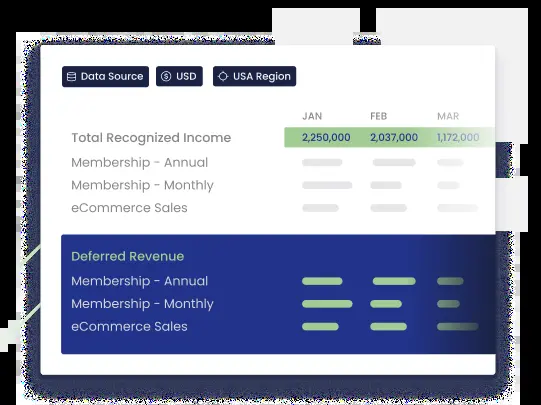 Data Source USD USA Region
JAN FEB MAR
Total Recognized Income 2,250,000 2,037,000 1,172,000
Membership - Annual
Membership - Monthly
eCommerce Sales
Deferred Revenue
Membership - Annual
Membership - Monthly
eCommerce Sales